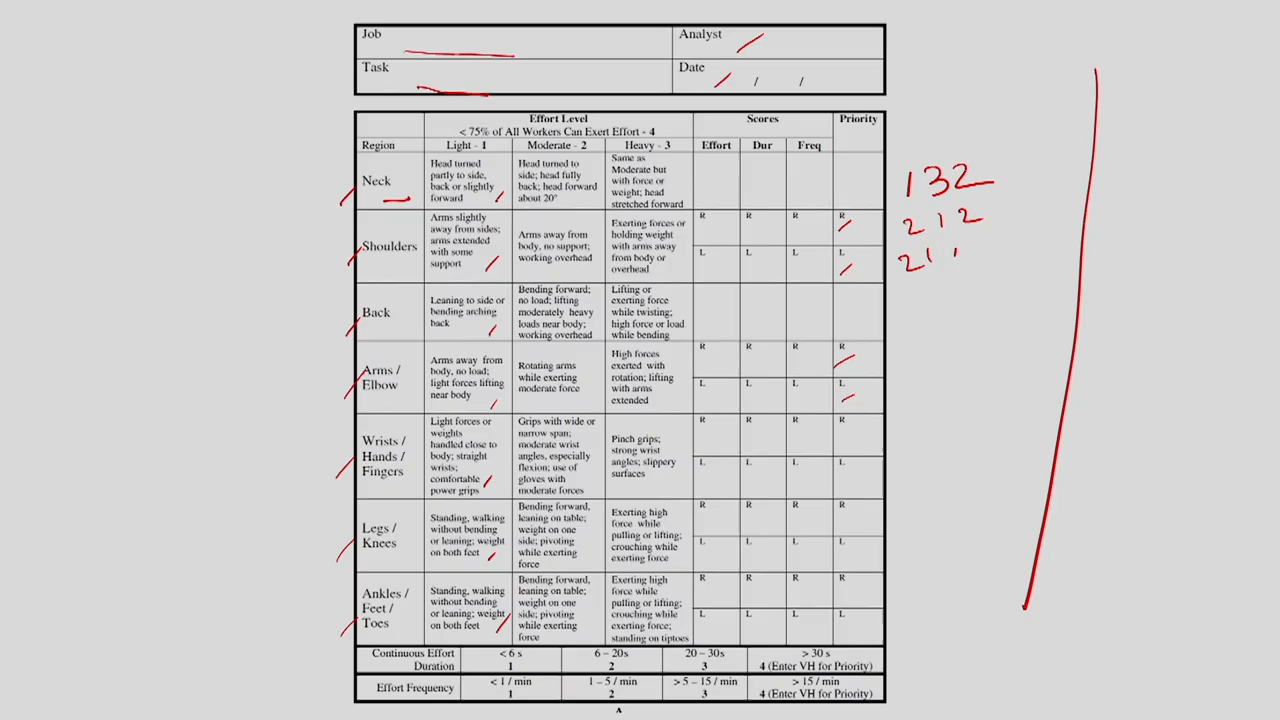 Job
Analyst
Task
Date / /
Effort Level
< 75% of All Workers Can Exert Effort - 4
Scores
Priority
Region
Light - 1
Moderate - 2
Heavy - 3
Effort
Dur
Freq
Neck
Head turned
partly to side,
back or slightly
forward
Head turned to
side; head fully
back; head forward
about 20°
Same as
Moderate but
with force or
weight; head
stretched forward
132
Shoulders
Arms slightly
away from sides;
arms extended
with some
support
Arms away from
body, no support;
working overhead
Exerting forces or
holding weight
with arms away
from body or
overhead
R R R R
L L L L
212
21
Back
Leaning to side or
bending arching
back
Bending forward;
no load; lifting
moderately heavy
loads near body;
working overhead
Lifting or
exerting force
while twisting;
high force or load
while bending
Arms /
Elbow
Arms away from
body, no load;
light forces lifting
near body
Rotating arms
while exerting
moderate force
High forces
exerted with
rotation; lifting
with arms
extended
R R R R
L L L L
Wrists /
Hands /
Fingers
Light forces or
weights
handled close to
body; straight
wrists;
comfortable
power grips
Grips with wide or
narrow span;
moderate wrist
angles, especially
flexion; use of
gloves with
moderate forces
Pinch grips;
strong wrist
angles; slippery
surfaces
R R R R
L L L L
Legs /
Knees
Standing, walking
without bending
or leaning; weight
on both feet
Bending forward,
leaning on table;
weight on one
side; pivoting
while exerting
force
Exerting high
force while
pulling or lifting;
crouching while
exerting force
R R R R
L L L L
Ankles /
Feet /
Toes
Standing, walking
without bending
or leaning; weight
on both feet
Bending forward,
leaning on table;
weight on one
side; pivoting
while exerting
force
Exerting high
force while
pulling or lifting;
crouching while
exerting force;
standing on tiptoes
R R R R
L L L L
Continuous Effort
Duration
< 6 s
1
6 – 20s
2
20 – 30s
3
> 30s
4 (Enter VH for Priority)
Effort Frequency
< 1 / min
1
1 – 5 / min
2
> 5 – 15 / min
3
> 15 / min
4 (Enter VH for Priority)